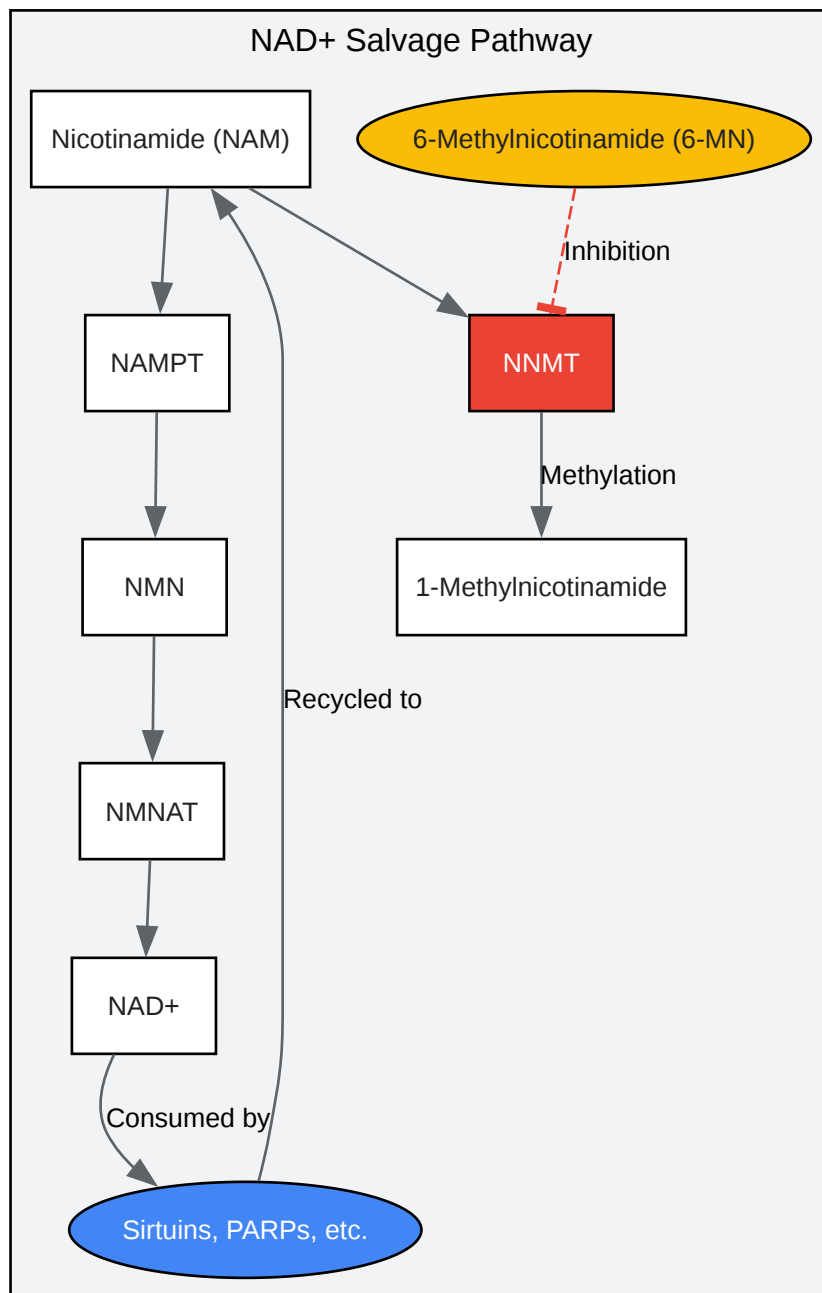 NAD+ Salvage Pathway
Nicotinamide (NAM)
6-Methylnicotinamide (6-MN)
Inhibition
NAMPT
NNMT
Methylation
NMN
1-Methylnicotinamide
Recycled to
NMNAT
NAD+
Consumed by
Sirtuins, PARPs, etc.